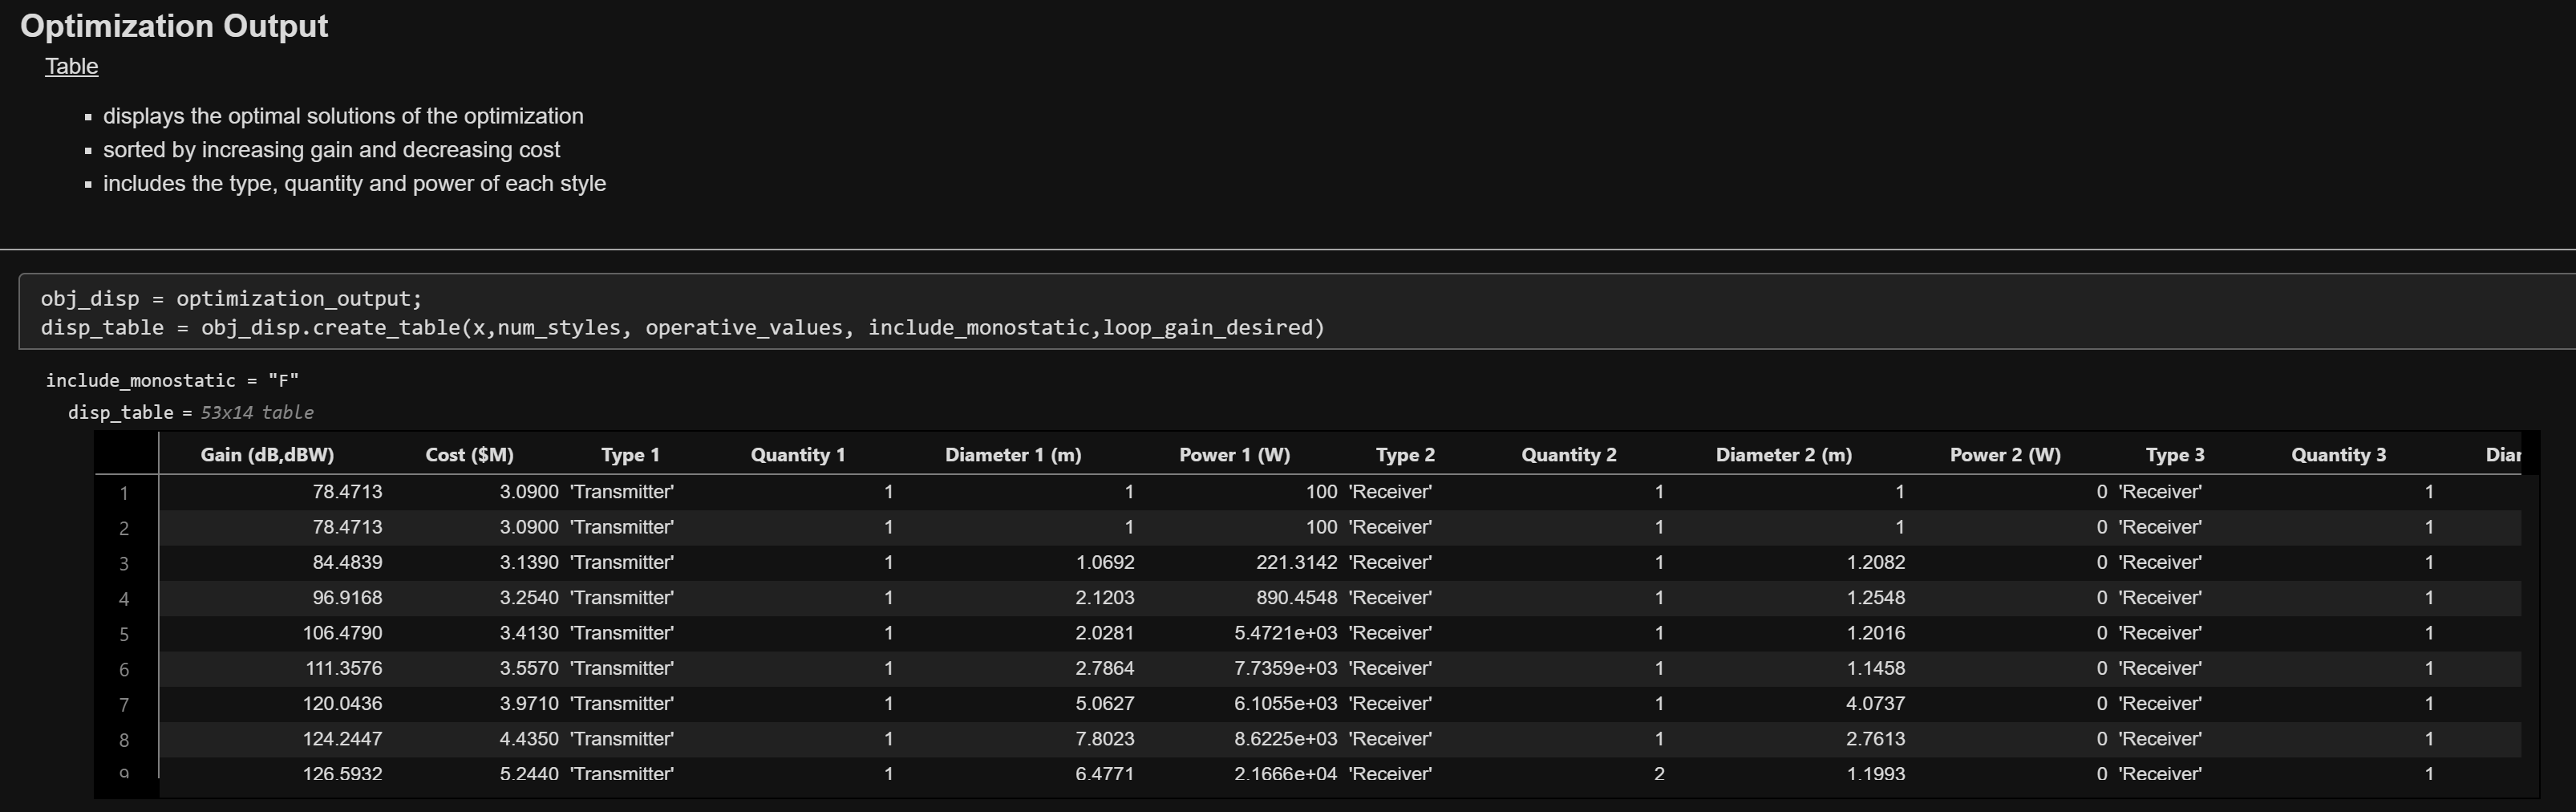 Optimization Output
Table
▪ displays the optimal solutions of the optimization
▪ sorted by increasing gain and decreasing cost
▪ includes the type, quantity and power of each style
obj_disp = optimization_output;
disp_table = obj_disp.create_table(x,num_styles, operative_values, include_monostatic,loop_gain_desired)
include_monostatic = "F"
disp_table = 53x14 table
Gain (dB,dBW) Cost ($M) Type 1 Quantity 1 Diameter 1 (m) Power 1 (W) Type 2 Quantity 2 Diameter 2 (m) Power 2 (W) Type 3 Quantity 3
1 78.4713 3.0900 'Transmitter' 1 1 100 'Receiver' 1 1 0 'Receiver' 1
2 78.4713 3.0900 'Transmitter' 1 1 100 'Receiver' 1 1 0 'Receiver' 1
3 84.4839 3.1390 'Transmitter' 1 1.0692 221.3142 'Receiver' 1 1.2082 0 'Receiver' 1
4 96.9168 3.2540 'Transmitter' 1 2.1203 890.4548 'Receiver' 1 1.2548 0 'Receiver' 1
5 106.4790 3.4130 'Transmitter' 1 2.0281 5.4721e+03 'Receiver' 1 1.2016 0 'Receiver' 1
6 111.3576 3.5570 'Transmitter' 1 2.7864 7.7359e+03 'Receiver' 1 1.1458 0 'Receiver' 1
7 120.0436 3.9710 'Transmitter' 1 5.0627 6.1055e+03 'Receiver' 1 4.0737 0 'Receiver' 1
8 124.2447 4.4350 'Transmitter' 1 7.8023 8.6225e+03 'Receiver' 1 2.7613 0 'Receiver' 1
9 126.5932 5.2440 'Transmitter' 1 6.4771 2.1666e+04 'Receiver' 2 1.1993 0 'Receiver' 1